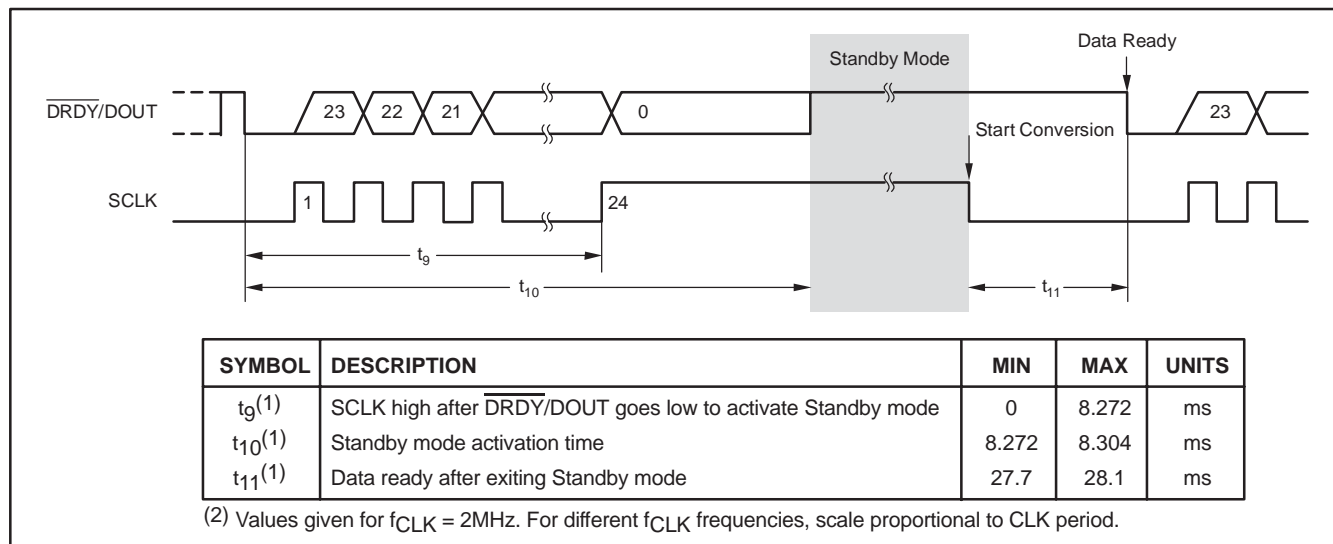 Data Ready
Standby Mode
DRDY/DOUT
23 22 21 0 23
Start Conversion
SCLK
1 24
t9
t10 t11
SYMBOL DESCRIPTION MIN MAX UNITS
t9(1) SCLK high after DRDY/DOUT goes low to activate Standby mode 0 8.272 ms
t10(1) Standby mode activation time 8.272 8.304 ms
t11(1) Data ready after exiting Standby mode 27.7 28.1 ms
(2) Values given for fCLK = 2MHz. For different fCLK frequencies, scale proportional to CLK period.